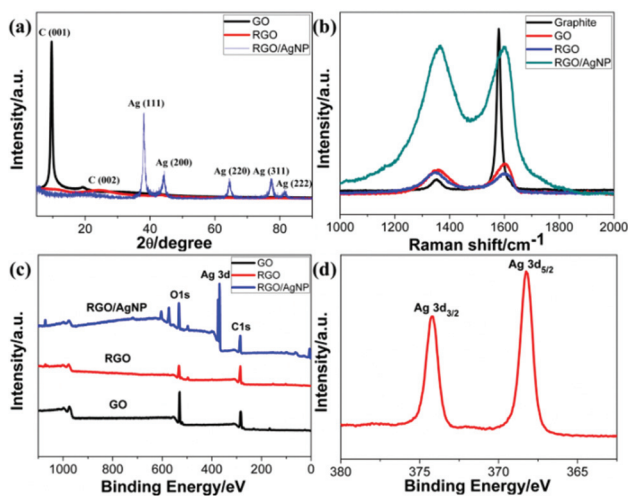 (a)
GO
RGO
RGO/AgNP
C (001)
Ag (111)
C (002)
Ag (200)
Ag (220)
Ag (311)
Ag (222)
Intensity/a.u.
20
40
60
80
2θ/degree
(b)
Graphite
GO
RGO
RGO/AgNP
Intensity/a.u.
1000
1200
1400
1600
1800
2000
Raman shift/cm-1
(c)
GO
RGO
RGO/AgNP
Ag 3d
O1s
RGO/AgNP
C1s
RGO
GO
Intensity/a.u.
1000
800
600
400
200
0
Binding Energy/eV
(d)
Ag 3d5/2
Ag 3d3/2
Intensity/a.u.
380
375
370
365
Binding Energy/eV